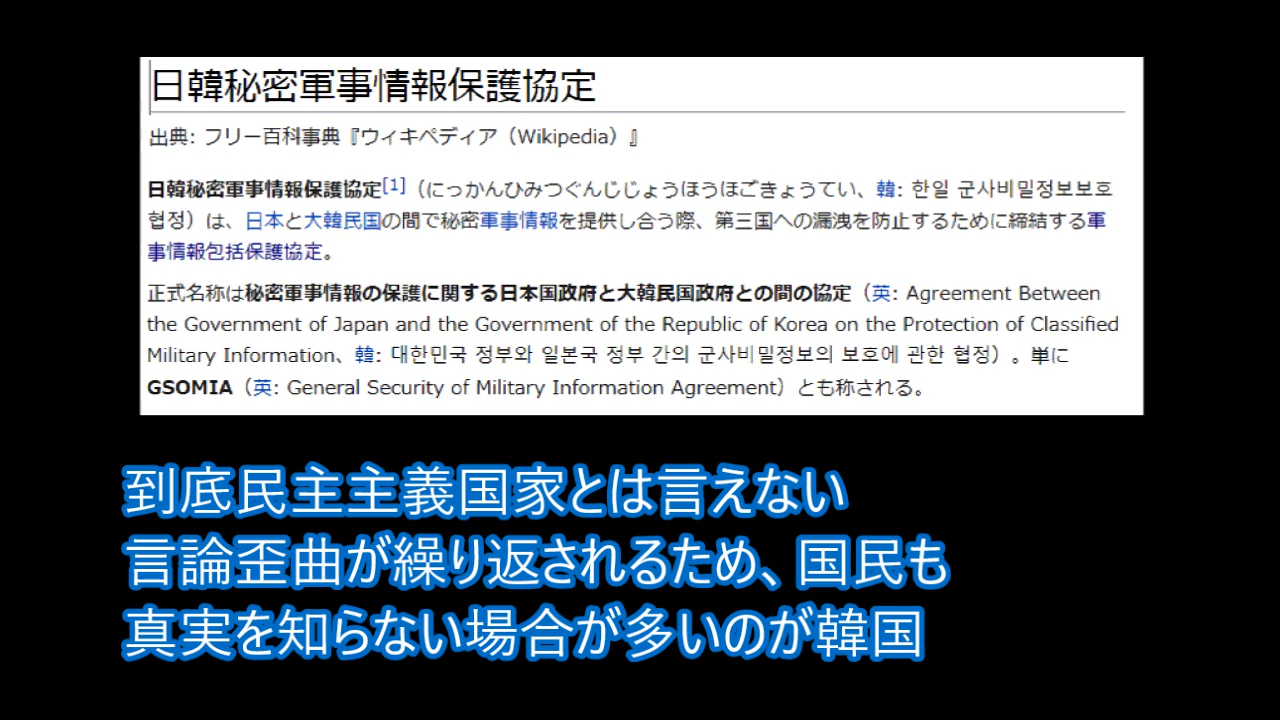 日韓秘密軍事情報保護協定
出典: フリー百科事典『ウィキペディア（Wikipedia）』
日韓秘密軍事情報保護協定[1]（にっかんひみつぐんじじょうほうほごきょうてい、韓: 한일 군사비밀정보보호
협정）は、日本と大韓民国の間で秘密軍事情報を提供し合う際、第三国への漏洩を防止するために締結する軍
事情報包括保護協定。
正式名称は秘密軍事情報の保護に関する日本国政府と大韓民国政府との間の協定（英: Agreement Between
the Government of Japan and the Government of the Republic of Korea on the Protection of Classified
Military Information、韓: 대한민국 정부와 일본국 정부 간의 군사비밀정보의 보호에 관한 협정）。単に
GSOMIA（英: General Security of Military Information Agreement）とも称される。
到底民主主義国家とは言えない
言論歪曲が繰り返されるため、国民も
真実を知らない場合が多いのが韓国